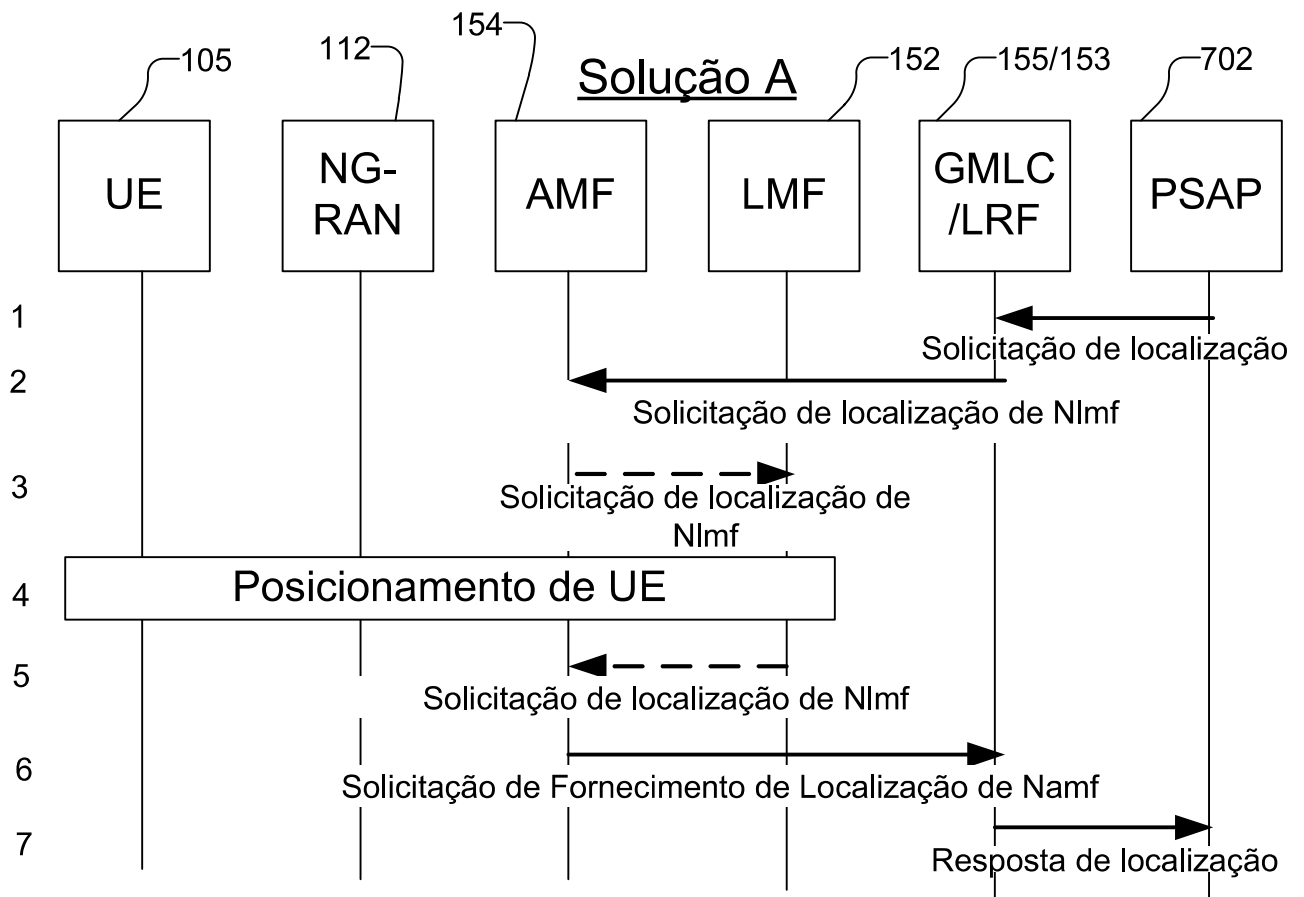 105
112
154
Solução A
152
155/153
702
UE
NG-
RAN
AMF
LMF
GMLC
/LRF
PSAP
1
Solicitação de localização
2
Solicitação de localização de Nlmf
3
Solicitação de localização de
Nlmf
4
Posicionamento de UE
5
Solicitação de localização de Nlmf
6
Solicitação de Fornecimento de Localização de Namf
7
Resposta de localização